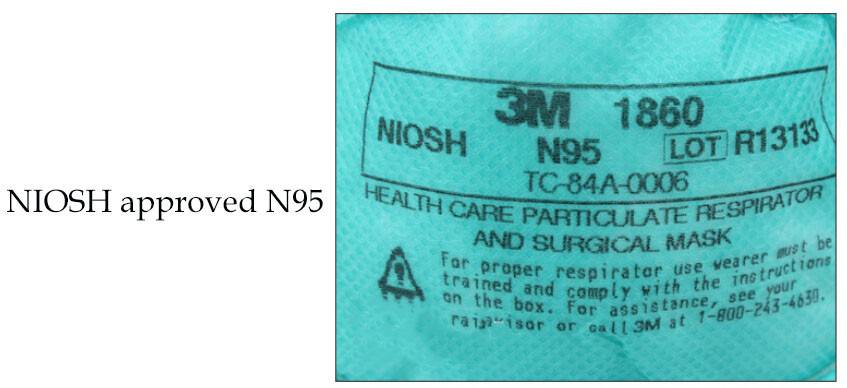 NIOSH approved N95
3M 1860
NIOSH N95 LOT R13133
TC-84A-0006
HEALTH CARE PARTICULATE RESPIRATOR
AND SURGICAL MASK
For proper respirator use wearer must be
trained and comply with the instructions
on the box. For assistance, see your
or call 3M at 1-800-243-4630.